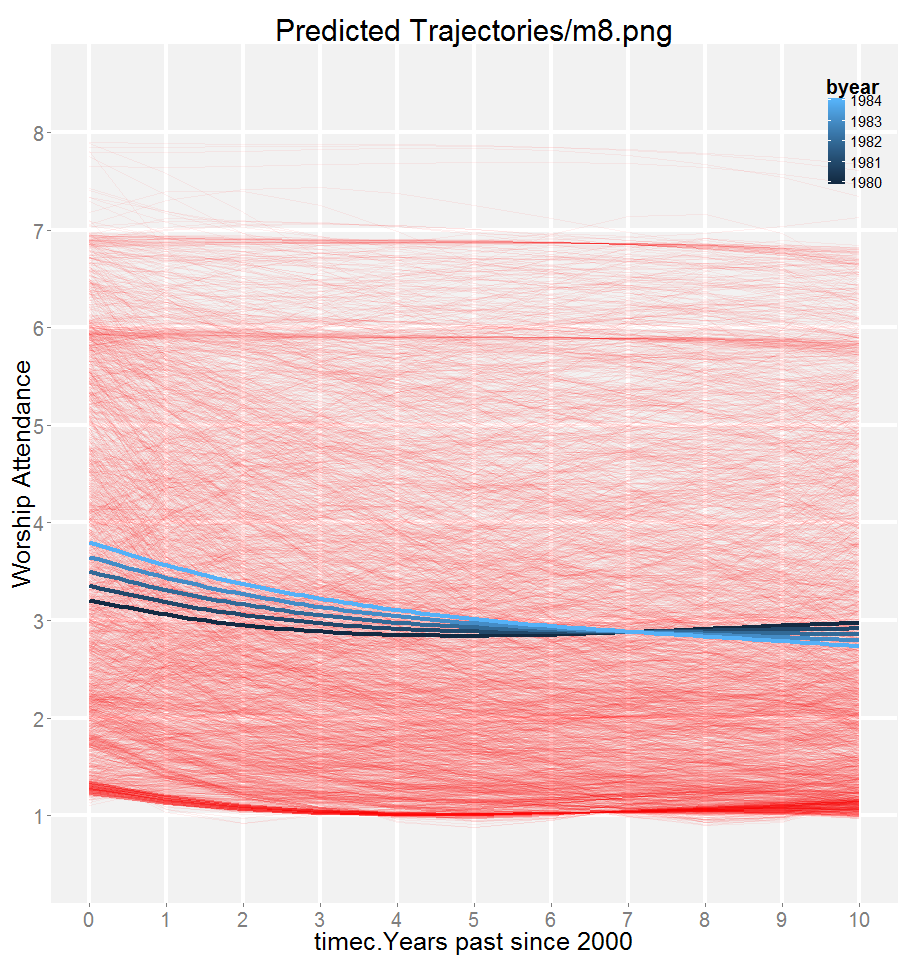 Predicted Trajectories/m8.png
byear
1984
1983
1982
1981
1980
Worship Attendance
8
7
6
5
4
3
2
1
0 1 2 3 4 5 6 7 8 9 10
timec.Years past since 2000